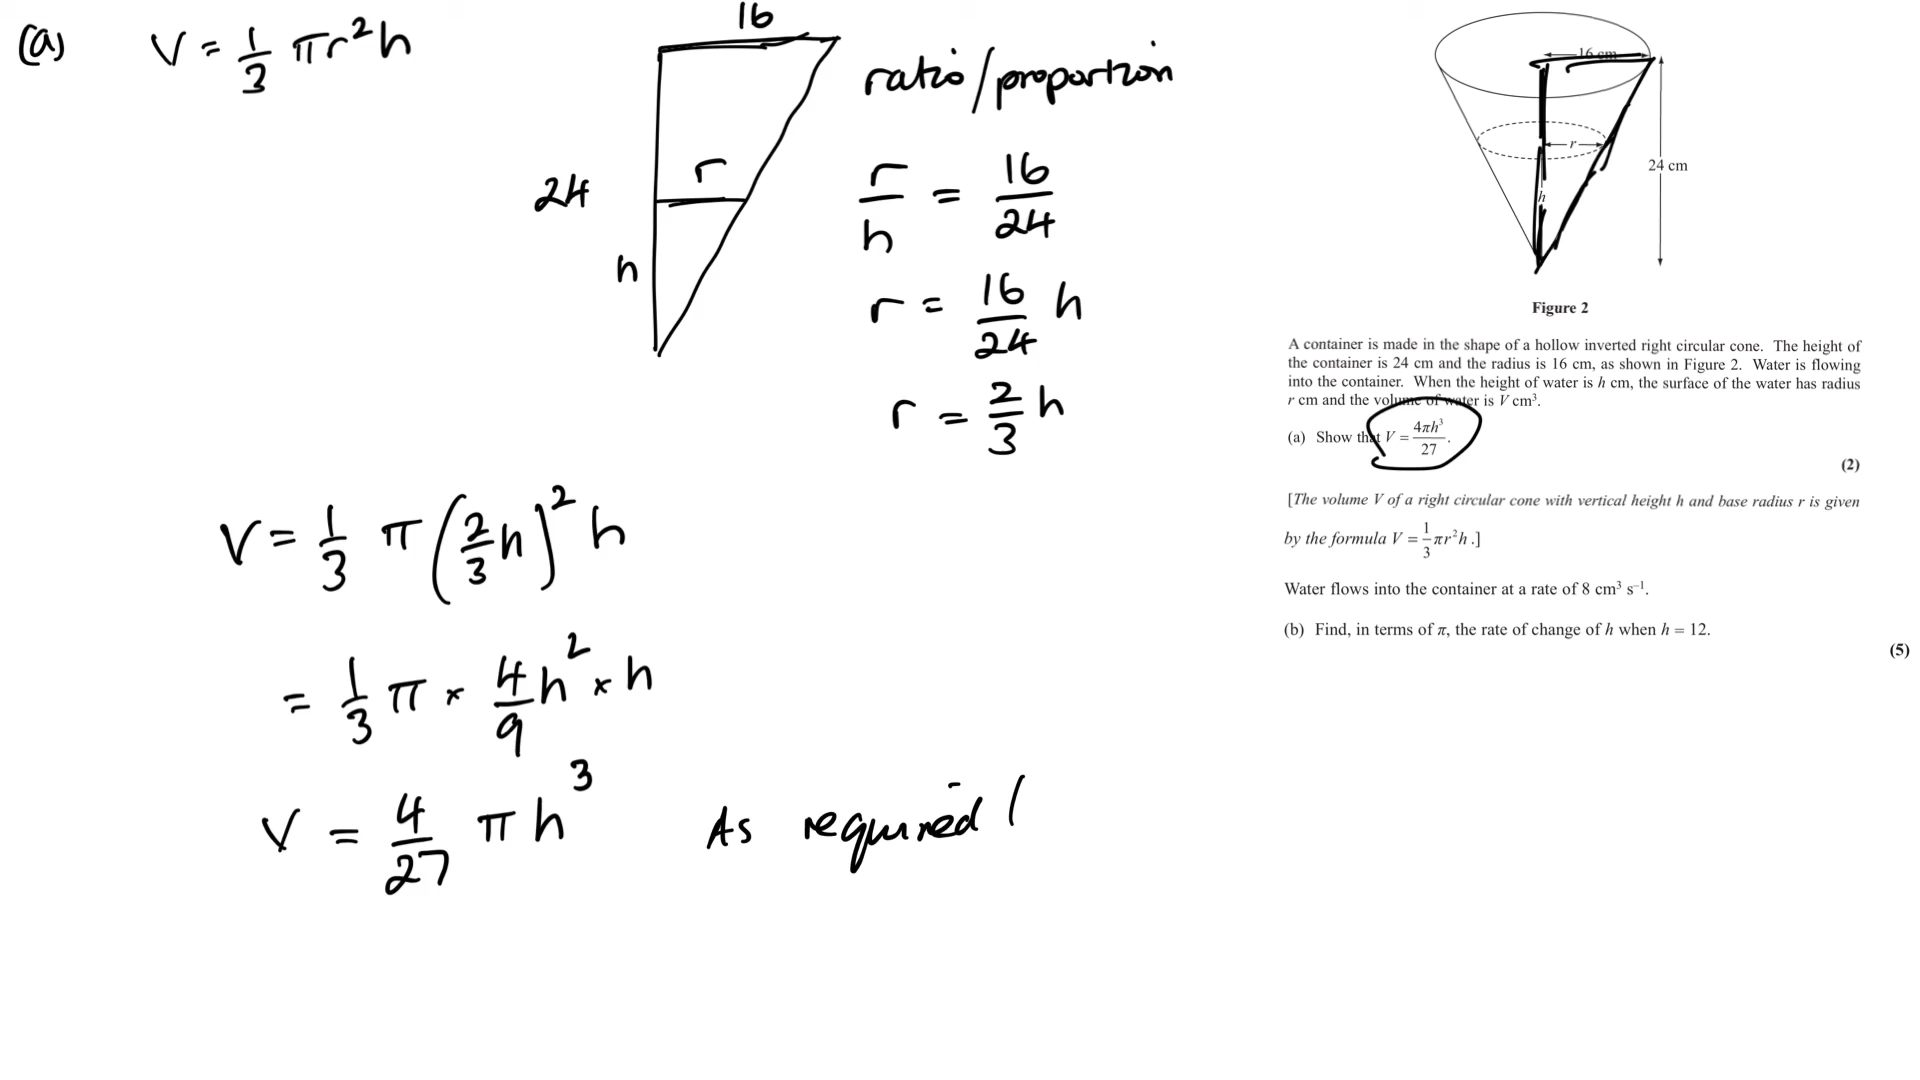 (a) V = 1/3 πr²h
16
24
r
h
ratio/proportion
r/h = 16/24
r = 16/24 h
r = 2/3 h
V = 1/3 π (2/3 h)² h
= 1/3 π × 4/9 h² × h
V = 4/27 π h³ As required (
16 cm
r
24 cm
h
Figure 2
A container is made in the shape of a hollow inverted right circular cone. The height of
the container is 24 cm and the radius is 16 cm, as shown in Figure 2. Water is flowing
into the container. When the height of water is h cm, the surface of the water has radius
r cm and the volume of water is V cm³.
(a) Show that V = 4πh³/27.
(2)
[The volume V of a right circular cone with vertical height h and base radius r is given
by the formula V = 1/3 πr²h.]
Water flows into the container at a rate of 8 cm³ s⁻¹.
(b) Find, in terms of π, the rate of change of h when h = 12.
(5)